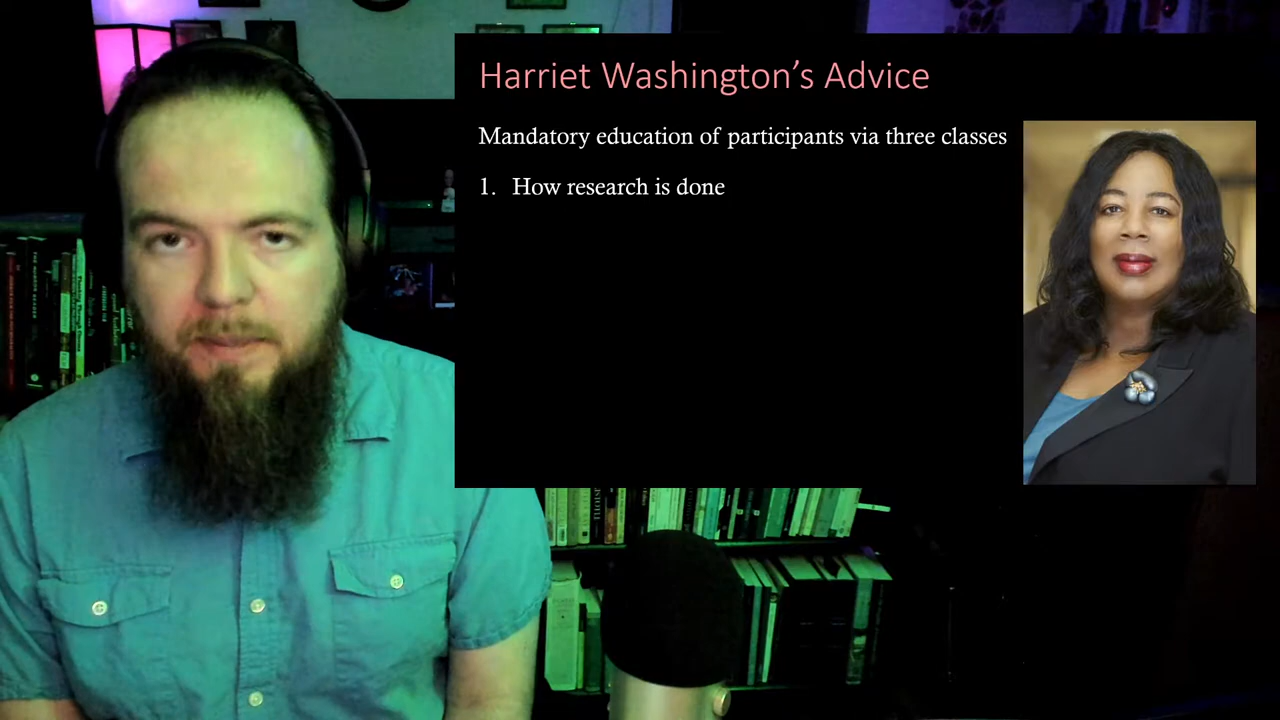 Harriet Washington’s Advice
Mandatory education of participants via three classes
1. How research is done